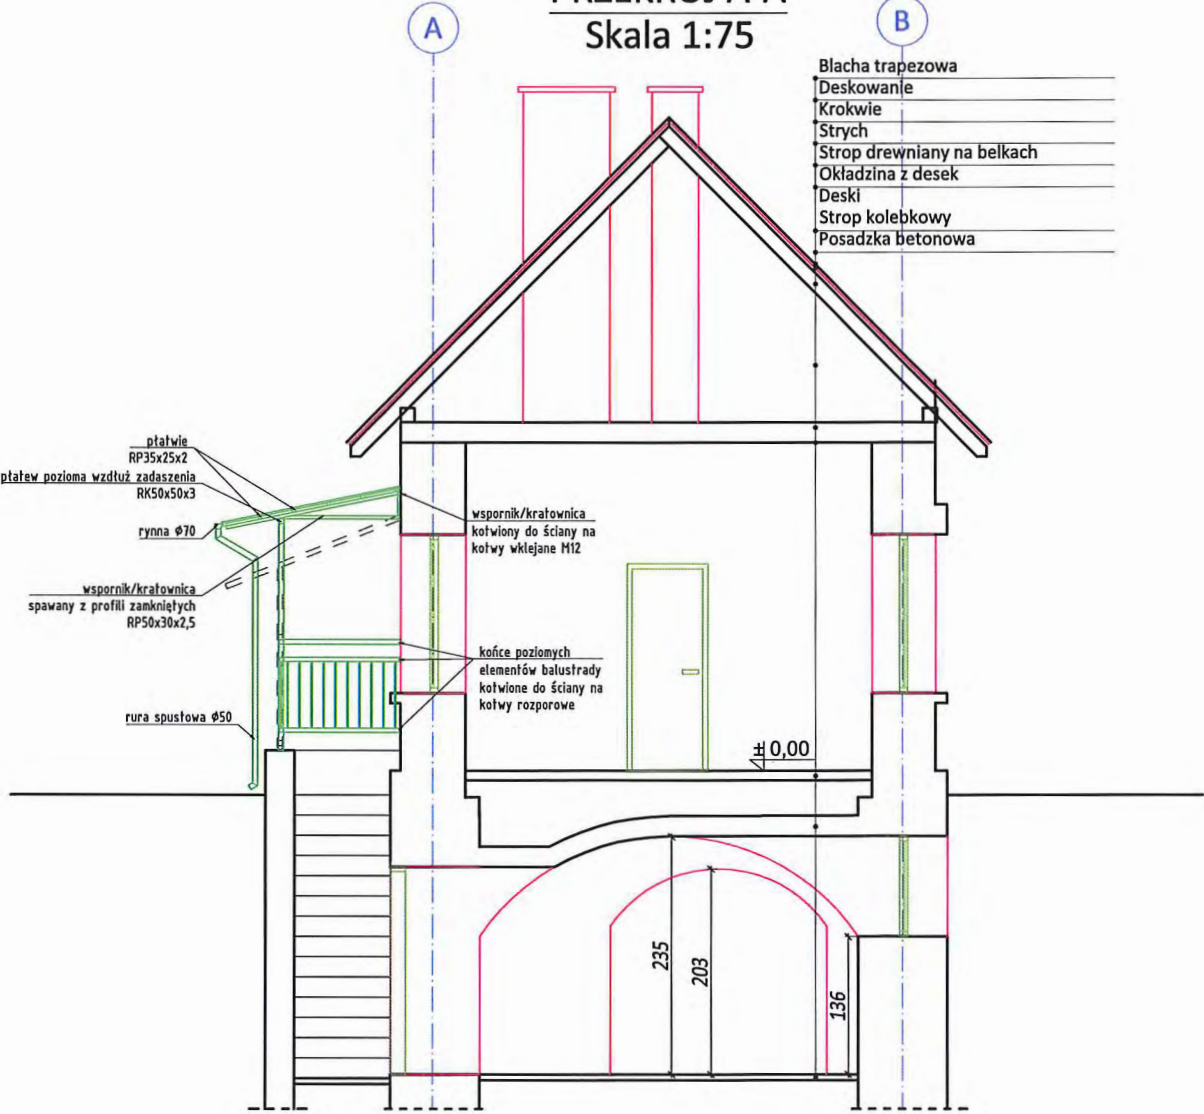 PRZEKRÓJ A-A
Skala 1:75
A
B
Blacha trapezowa
Deskowanie
Krokwie
Strych
Strop drewniany na belkach
Okładzina z desek
Deski
Strop kolebkowy
Posadzka betonowa
płatwie
RP35x25x2
płatew pozioma wzdłuż zadaszenia
RK50x50x3
rynna Ø70
wspornik/kratownica
spawany z profili zamkniętych
RP50x30x2,5
rura spustowa Ø50
wspornik/kratownica
kotwiony do ściany na
kotwy wklejane M12
końce poziomych
elementów balustrady
kotwione do ściany na
kotwy rozporowe
± 0,00
235
203
136